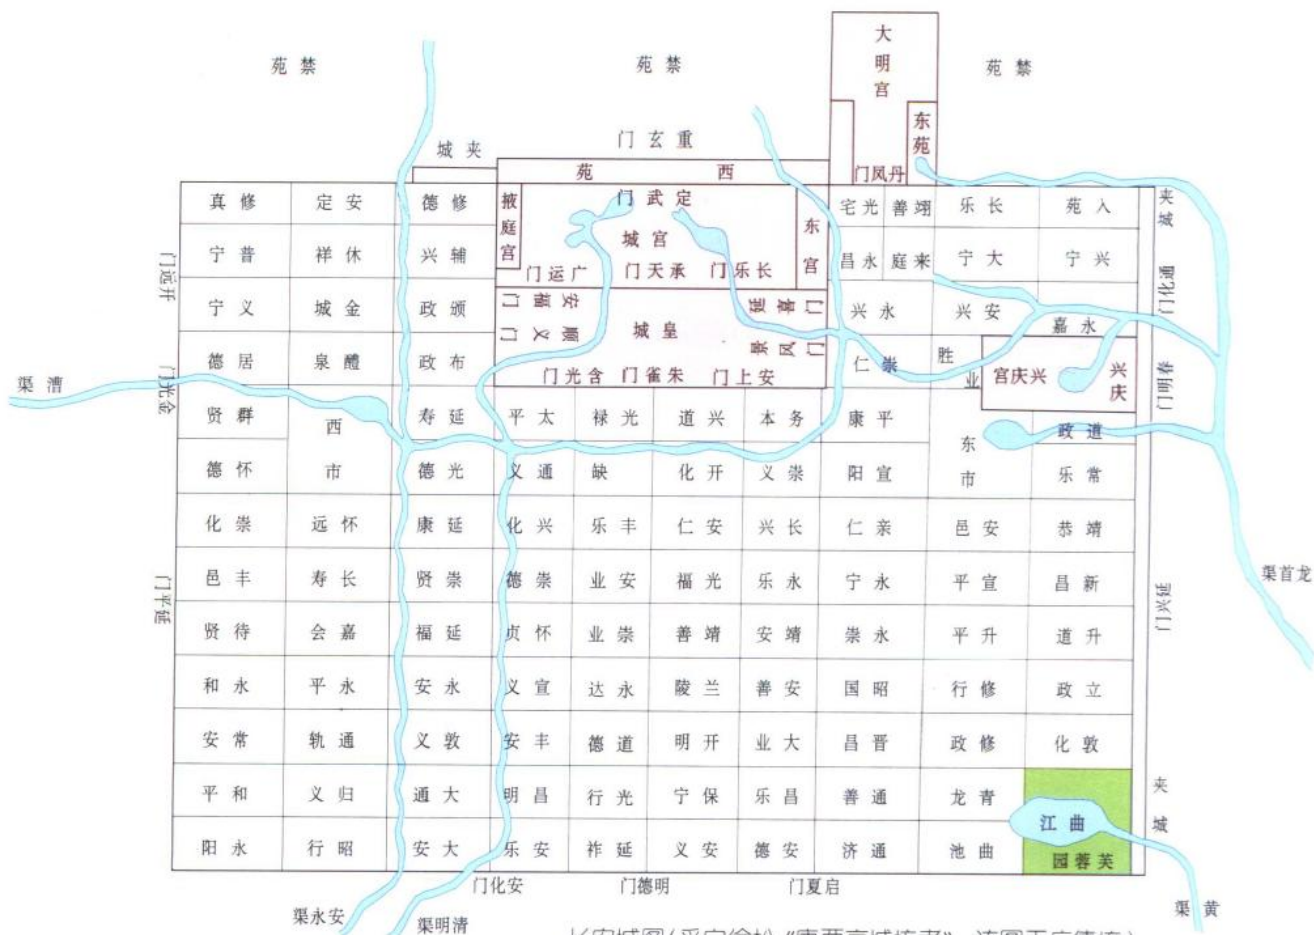 禁苑
禁苑
禁苑
大明宫
东苑
丹凤门
重玄门
夹城
西苑
入苑
长乐
翊善
光宅
定武门
掖庭宫
东宫
修德
安定
修真
夹城
兴宁
大宁
来庭
永昌
宫城
长乐门
承天门
广运门
辅兴
休祥
普宁
开远门
通化门
永嘉
安兴
永兴
延喜门
景风门
皇城
安福门
顺义门
安上门
朱雀门
含光门
颁政
金城
义宁
春明门
兴庆
兴庆宫
胜业
崇仁
布政
醴泉
居德
金光门
漕渠
道政
东市
平康
务本
兴道
光禄
太平
延寿
西市
群贤
常乐
宣阳
崇义
开化
缺
通义
光德
怀德
靖恭
安邑
亲仁
长兴
安仁
丰乐
兴化
延康
怀远
崇化
龙首渠
延兴门
新昌
宣平
永宁
永乐
光福
安业
崇德
崇贤
长寿
丰邑
延平门
升道
升平
永崇
靖安
靖善
崇业
怀贞
延福
嘉会
待贤
立政
修行
昭国
安善
兰陵
永达
宣义
永安
永平
永和
敦化
修政
晋昌
大业
开明
道德
丰安
敦义
通轨
常安
夹城
曲江
芙蓉园
青龙
通善
昌乐
保宁
光行
昌明
大通
归义
和平
曲池
通济
安德
安义
延祚
安乐
大安
昭行
永阳
启夏门
明德门
安化门
黄渠
清明渠
永安渠